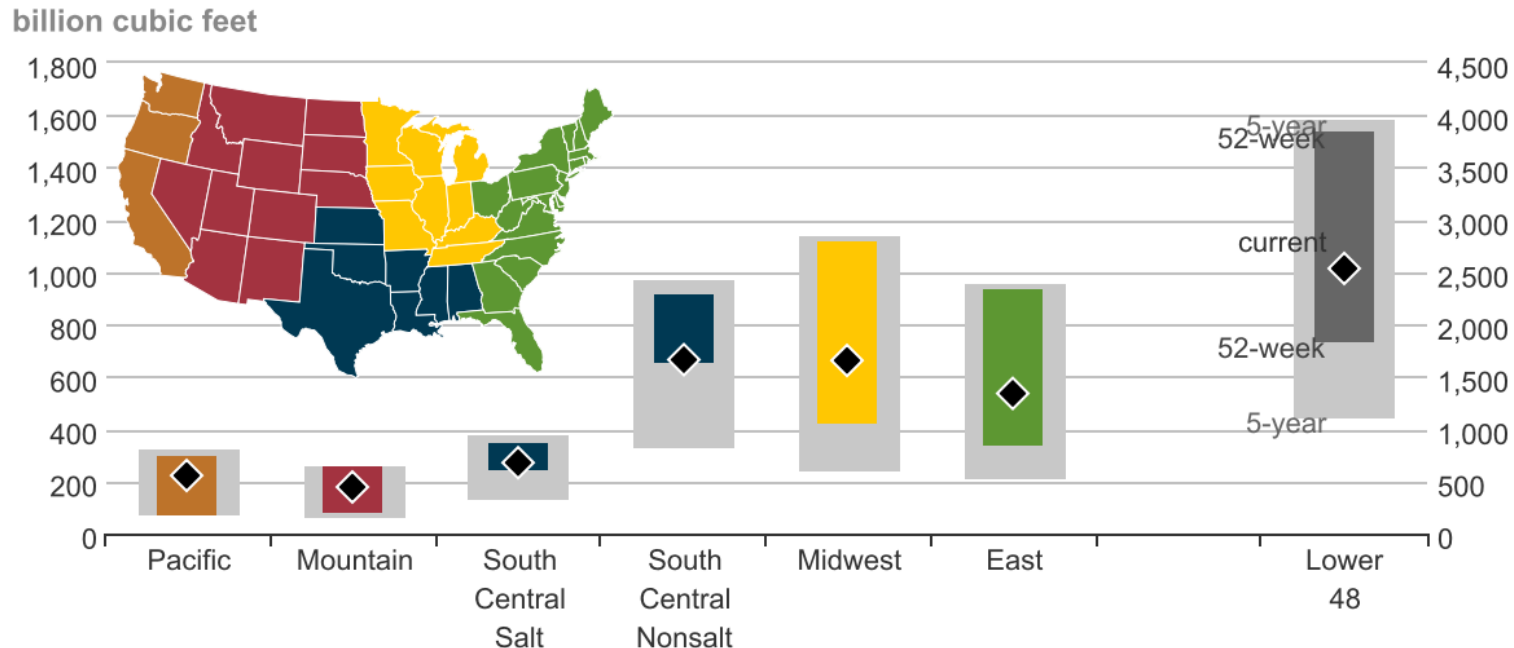 billion cubic feet
1,800
4,500
1,600
4,000
5-year
52-week
1,400
3,500
1,200
3,000
current
1,000
2,500
800
2,000
52-week
600
1,500
5-year
400
1,000
200
500
0
0
Pacific Mountain South South Midwest East Lower
Central Central 48
Salt Nonsalt